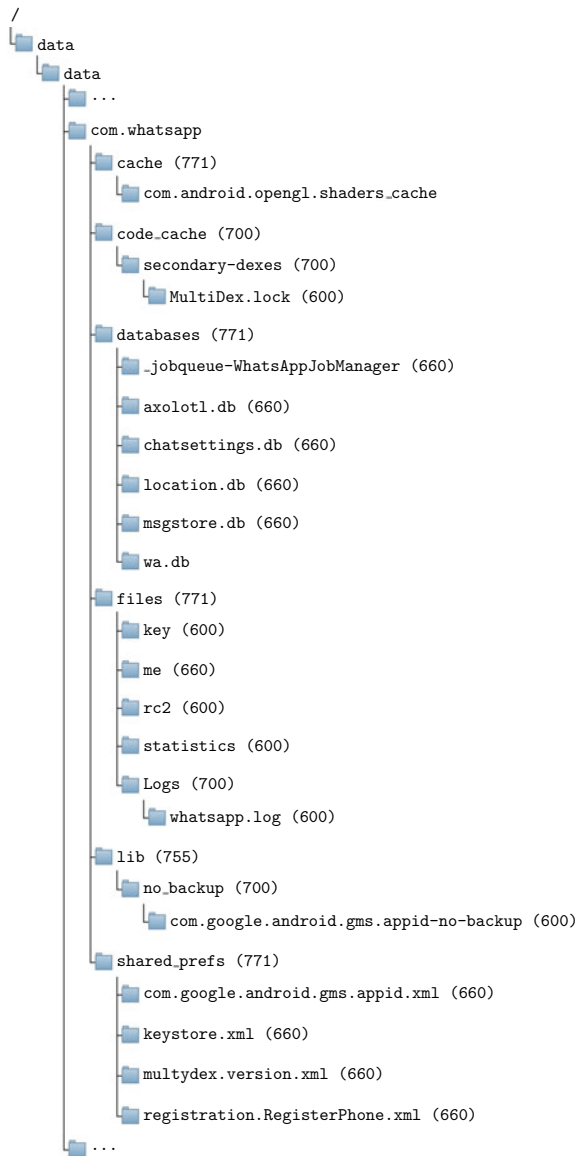 /
data
data
...
com.whatsapp
cache (771)
com.android.opengl.shaders_cache
code_cache (700)
secondary-dexes (700)
MultiDex.lock (600)
databases (771)
_jobqueue-WhatsAppJobManager (660)
axolotl.db (660)
chatsettings.db (660)
location.db (660)
msgstore.db (660)
wa.db
files (771)
key (600)
me (660)
rc2 (600)
statistics (600)
Logs (700)
whatsapp.log (600)
lib (755)
no_backup (700)
com.google.android.gms.appid-no-backup (600)
shared_prefs (771)
com.google.android.gms.appid.xml (660)
keystore.xml (660)
multydex.version.xml (660)
registration.RegisterPhone.xml (660)
...